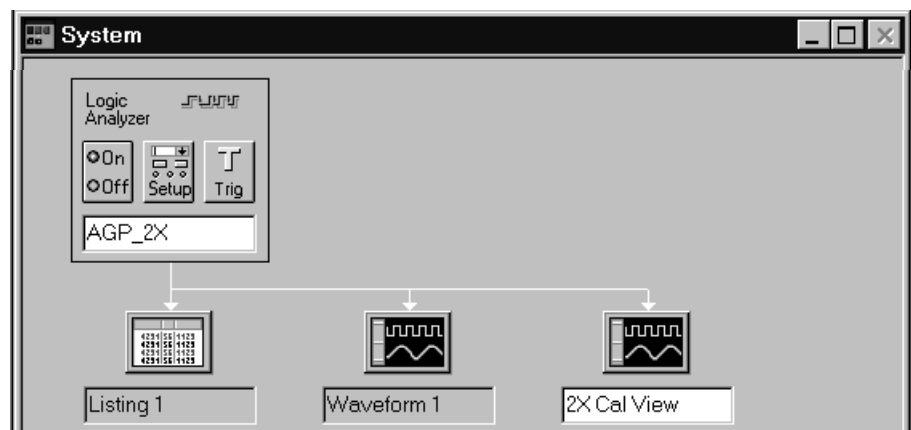 System
Logic
Analyzer
On
Off
Setup
Trig
AGP_2X
Listing 1
Waveform 1
2X Cal View